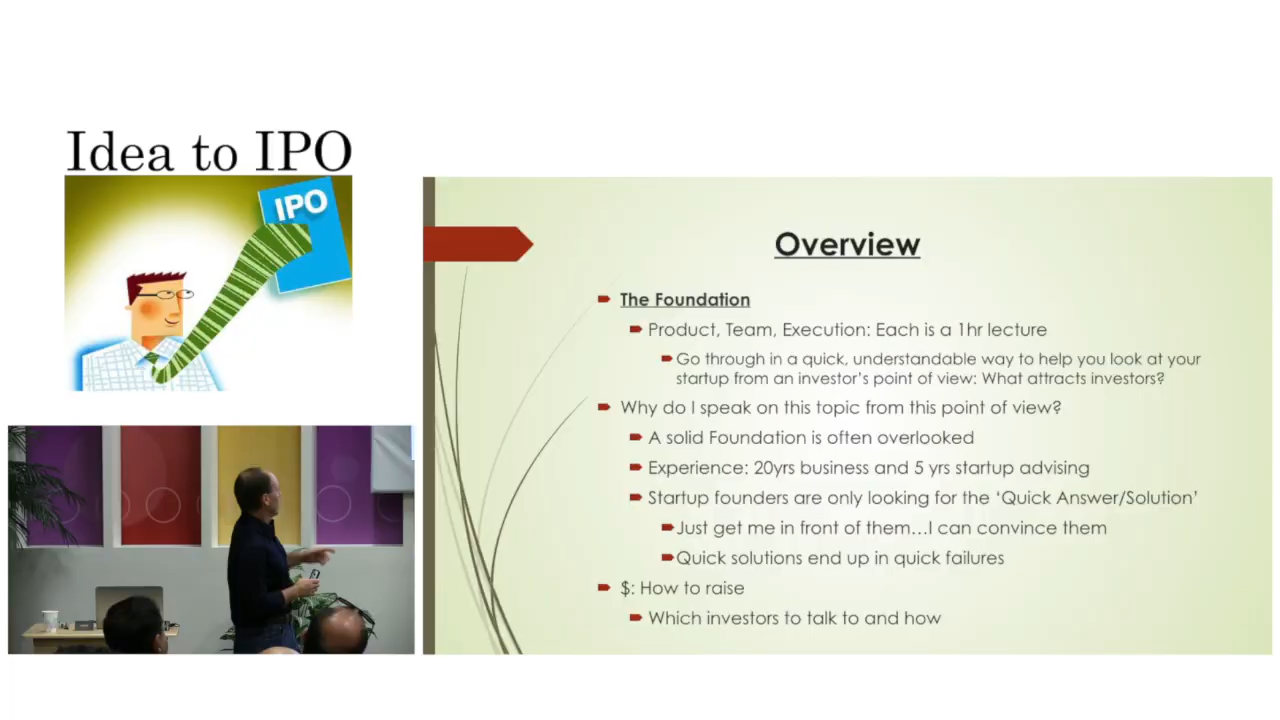 Idea to IPO
IPO
Overview
The Foundation
Product, Team, Execution: Each is a 1hr lecture
Go through in a quick, understandable way to help you look at your
startup from an investor's point of view: What attracts investors?
Why do I speak on this topic from this point of view?
A solid Foundation is often overlooked
Experience: 20yrs business and 5 yrs startup advising
Startup founders are only looking for the ‘Quick Answer/Solution’
Just get me in front of them…I can convince them
Quick solutions end up in quick failures
$: How to raise
Which investors to talk to and how